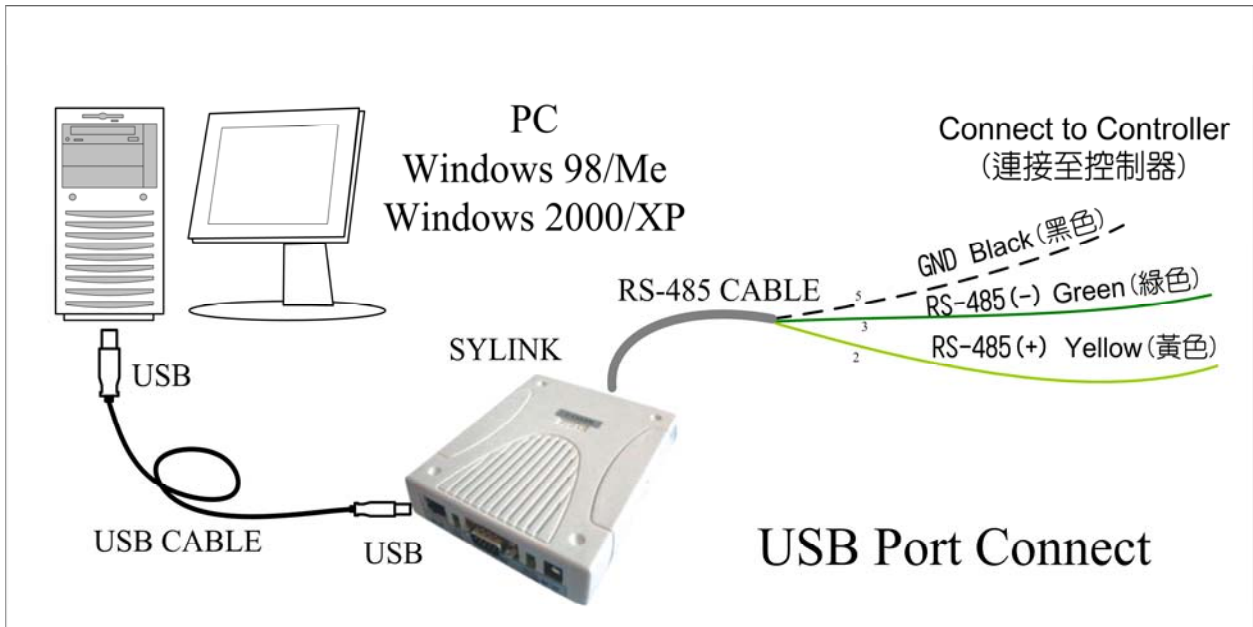 PC
Windows 98/Me
Windows 2000/XP
Connect to Controller
(連接至控制器)
GND Black(黑色)
5
RS-485 CABLE
RS-485(-) Green(綠色)
3
RS-485(+) Yellow(黃色)
2
SYLINK
USB
USB CABLE
USB
USB Port Connect